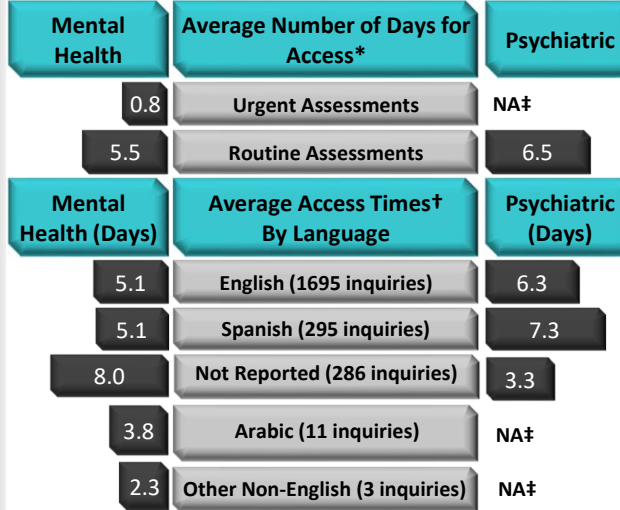 Mental Health
Average Number of Days for Access*
Psychiatric
0.8
Urgent Assessments
NA‡
5.5
Routine Assessments
6.5
Mental Health (Days)
Average Access Times† By Language
Psychiatric (Days)
5.1
English (1695 inquiries)
6.3
5.1
Spanish (295 inquiries)
7.3
8.0
Not Reported (286 inquiries)
3.3
3.8
Arabic (11 inquiries)
NA‡
2.3
Other Non-English (3 inquiries)
NA‡